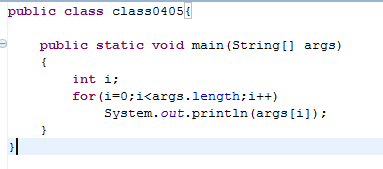 public class class0405{
public static void main(String[] args)
{
int i;
for(i=0;i<args.length;i++)
System.out.println(args[i]);
}
}